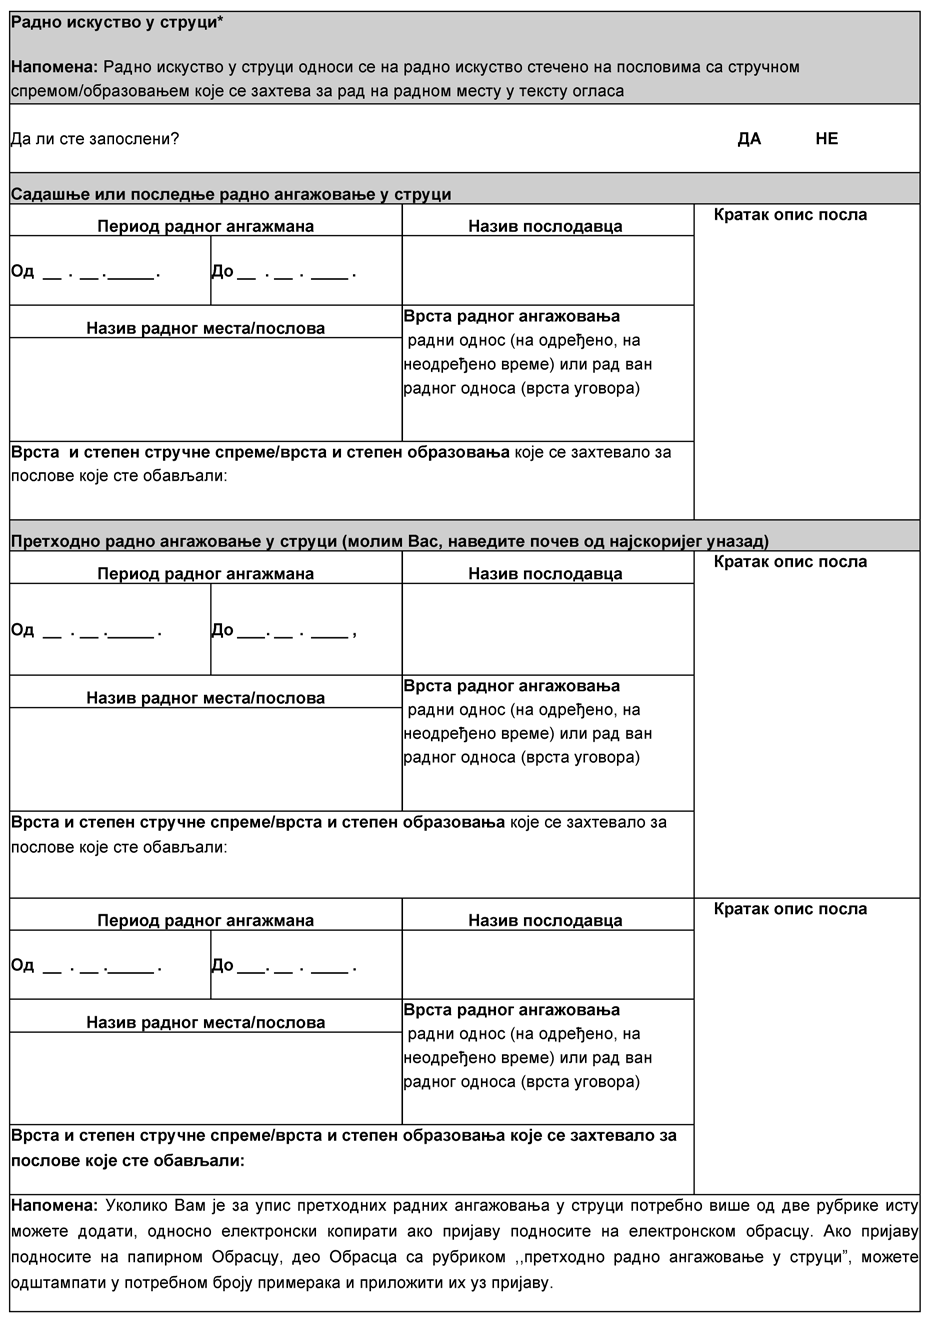 Радно искуство у струци*
Напомена: Радно искуство у струци односи се на радно искуство стечено на пословима са стручном
спремом/образовањем које се захтева за рад на радном месту у тексту огласа
Да ли сте запослени? ДА НЕ
Садашње или последње радно ангажовање у струци
Период радног ангажмана Назив послодавца Кратак опис посла
Од __ . __ ._____. До __ . __ . ____ .
Назив радног места/послова
Врста радног ангажовања
радни однос (на одређено, на
неодређено време) или рад ван
радног односа (врста уговора)
Врста и степен стручне спреме/врста и степен образовања које се захтевало за
послове које сте обављали:
Претходно радно ангажовање у струци (молим Вас, наведите почев од најскоријег уназад)
Период радног ангажмана Назив послодавца Кратак опис посла
Од __ . __ ._____ . До ___. __ . ____ ,
Назив радног места/послова
Врста радног ангажовања
радни однос (на одређено, на
неодређено време) или рад ван
радног односа (врста уговора)
Врста и степен стручне спреме/врста и степен образовања које се захтевало за
послове које сте обављали:
Период радног ангажмана Назив послодавца Кратак опис посла
Од __ . __ ._____ . До ___. __ . ____ .
Назив радног места/послова
Врста радног ангажовања
радни однос (на одређено, на
неодређено време) или рад ван
радног односа (врста уговора)
Врста и степен стручне спреме/врста и степен образовања које се захтевало за
послове које сте обављали:
Напомена: Уколико Вам је за упис претходних радних ангажовања у струци потребно више од две рубрике исту
можете додати, односно електронски копирати ако пријаву подносите на електронском обрасцу. Ако пријаву
подносите на папирном Обрасцу, део Обрасца са рубриком ,,претходно радно ангажовање у струци”, можете
одштампати у потребном броју примерака и приложити их уз пријаву.